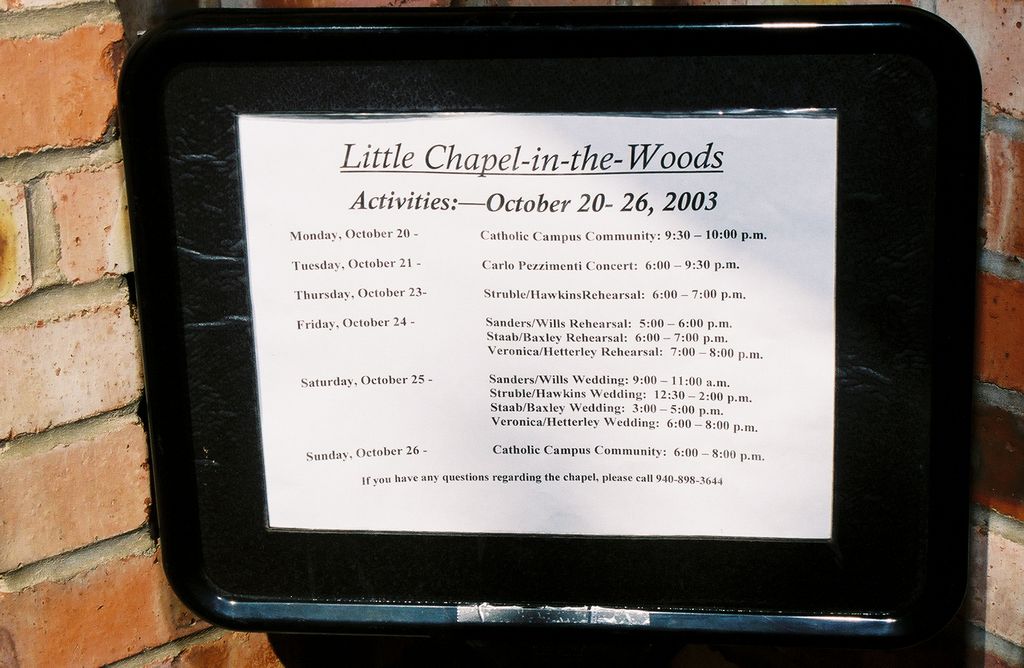 Little Chapel-in-the-Woods
Activities:—October 20- 26, 2003
Monday, October 20 - Catholic Campus Community: 9:30 – 10:00 p.m.
Tuesday, October 21 - Carlo Pezzimenti Concert: 6:00 – 9:30 p.m.
Thursday, October 23- Struble/HawkinsRehearsal: 6:00 – 7:00 p.m.
Friday, October 24 - Sanders/Wills Rehearsal: 5:00 – 6:00 p.m.
Staab/Baxley Rehearsal: 6:00 – 7:00 p.m.
Veronica/Hetterley Rehearsal: 7:00 – 8:00 p.m.
Saturday, October 25 - Sanders/Wills Wedding: 9:00 – 11:00 a.m.
Struble/Hawkins Wedding: 12:30 – 2:00 p.m.
Staab/Baxley Wedding: 3:00 – 5:00 p.m.
Veronica/Hetterley Wedding: 6:00 – 8:00 p.m.
Sunday, October 26 - Catholic Campus Community: 6:00 – 8:00 p.m.
If you have any questions regarding the chapel, please call 940-898-3644